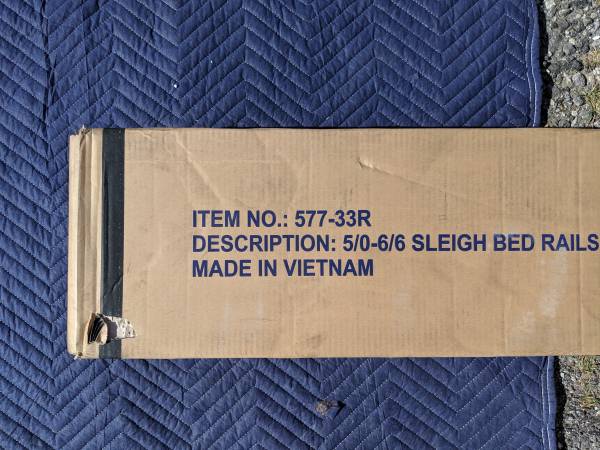 ITEM NO.: 577-33R
DESCRIPTION: 5/0-6/6 SLEIGH BED RAILS
MADE IN VIETNAM